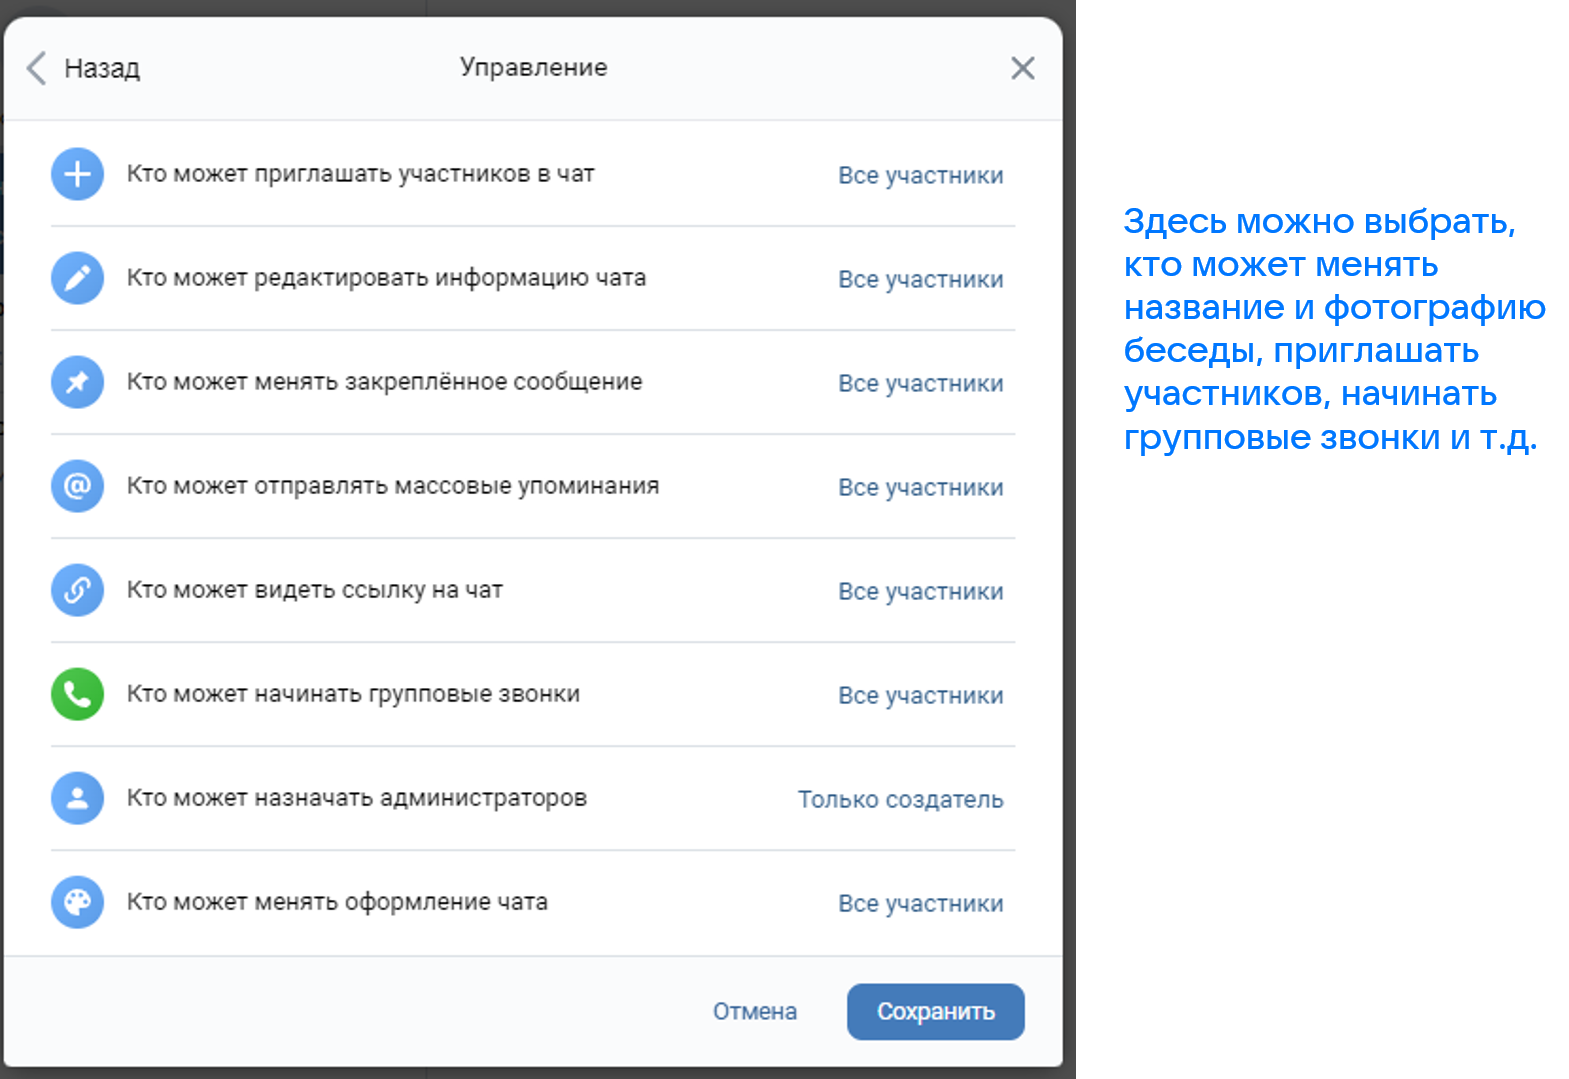 Назад
Управление
Кто может приглашать участников в чат
Все участники
Кто может редактировать информацию чата
Все участники
Кто может менять закреплённое сообщение
Все участники
Кто может отправлять массовые упоминания
Все участники
Кто может видеть ссылку на чат
Все участники
Кто может начинать групповые звонки
Все участники
Кто может назначать администраторов
Только создатель
Кто может менять оформление чата
Все участники
Отмена
Сохранить
Здесь можно выбрать,
кто может менять
название и фотографию
беседы, приглашать
участников, начинать
групповые звонки и т.д.